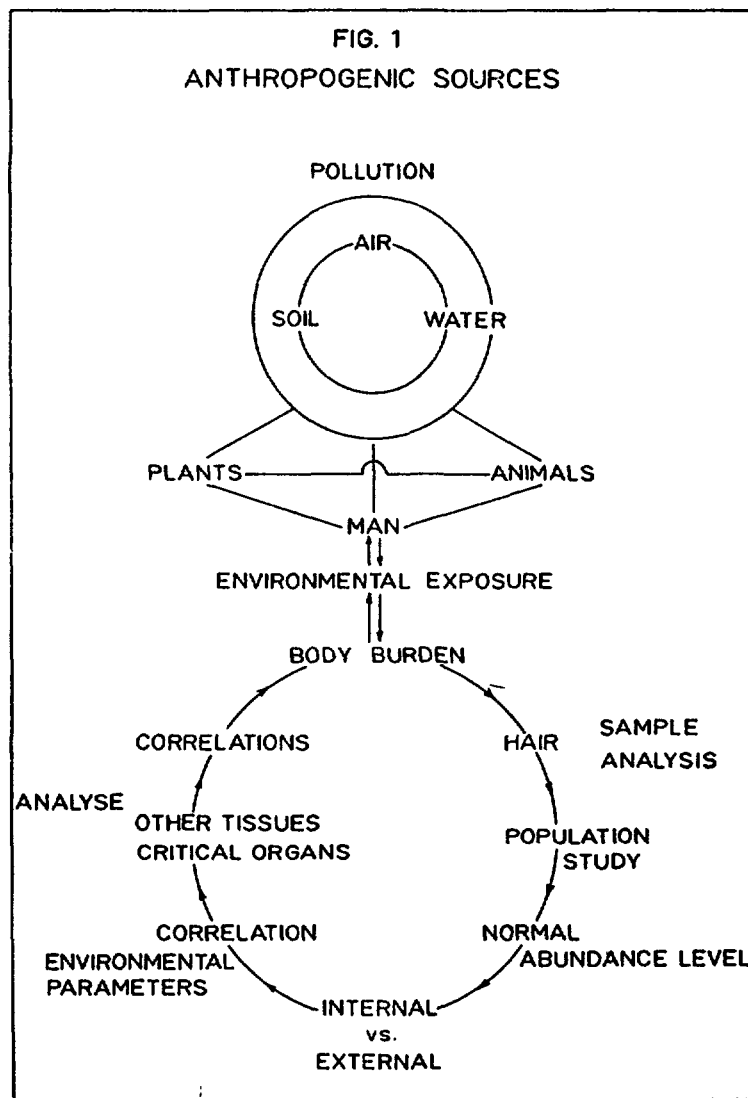 FIG. 1
ANTHROPOGENIC SOURCES
POLLUTION
AIR
SOIL
WATER
PLANTS
ANIMALS
MAN
ENVIRONMENTAL EXPOSURE
BODY BURDEN
HAIR
SAMPLE
ANALYSIS
POPULATION
STUDY
NORMAL
ABUNDANCE LEVEL
INTERNAL
vs.
EXTERNAL
CORRELATION
ENVIRONMENTAL
PARAMETERS
OTHER TISSUES
CRITICAL ORGANS
ANALYSE
CORRELATIONS